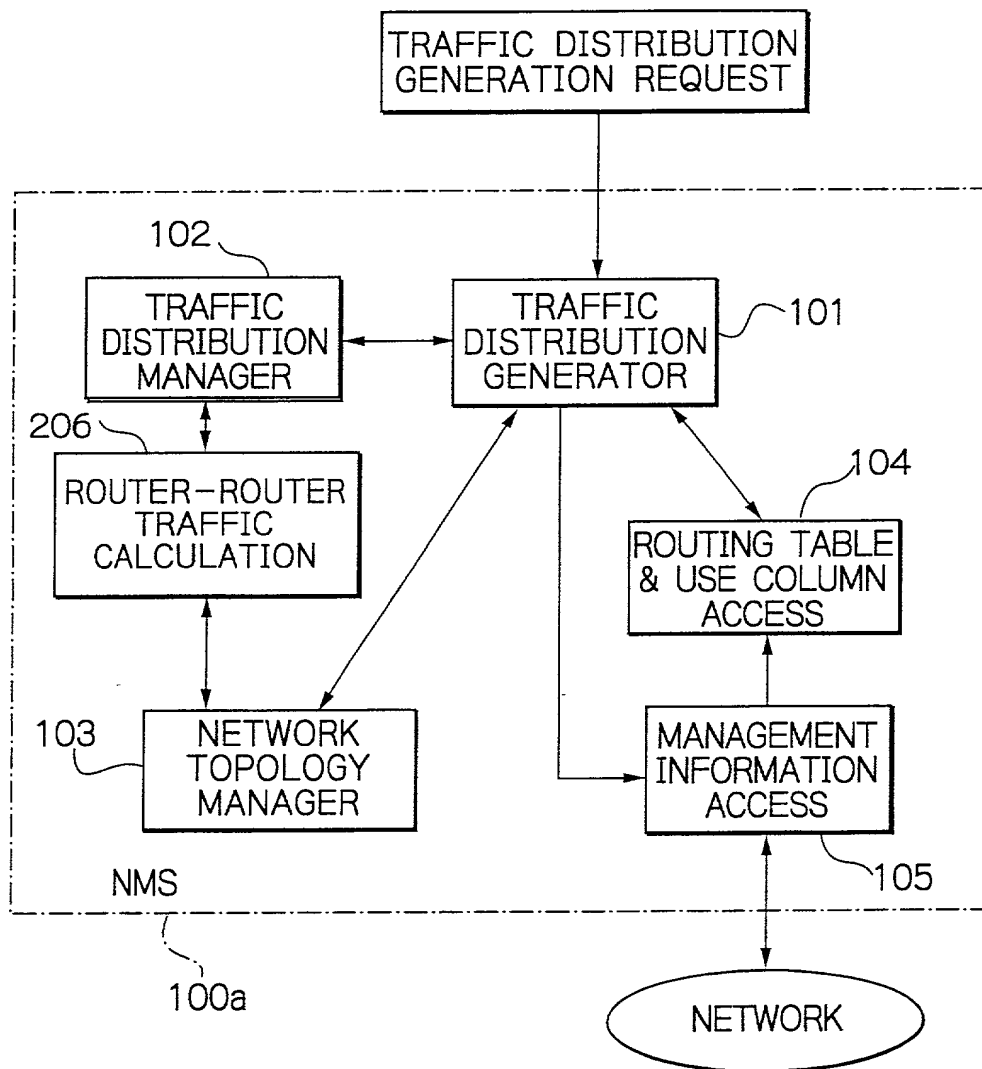 TRAFFIC DISTRIBUTION
GENERATION REQUEST
102
TRAFFIC
DISTRIBUTION
MANAGER
TRAFFIC
DISTRIBUTION
GENERATOR
101
206
ROUTER-ROUTER
TRAFFIC
CALCULATION
104
ROUTING TABLE
& USE COLUMN
ACCESS
103
NETWORK
TOPOLOGY
MANAGER
MANAGEMENT
INFORMATION
ACCESS
105
NMS
100a
NETWORK